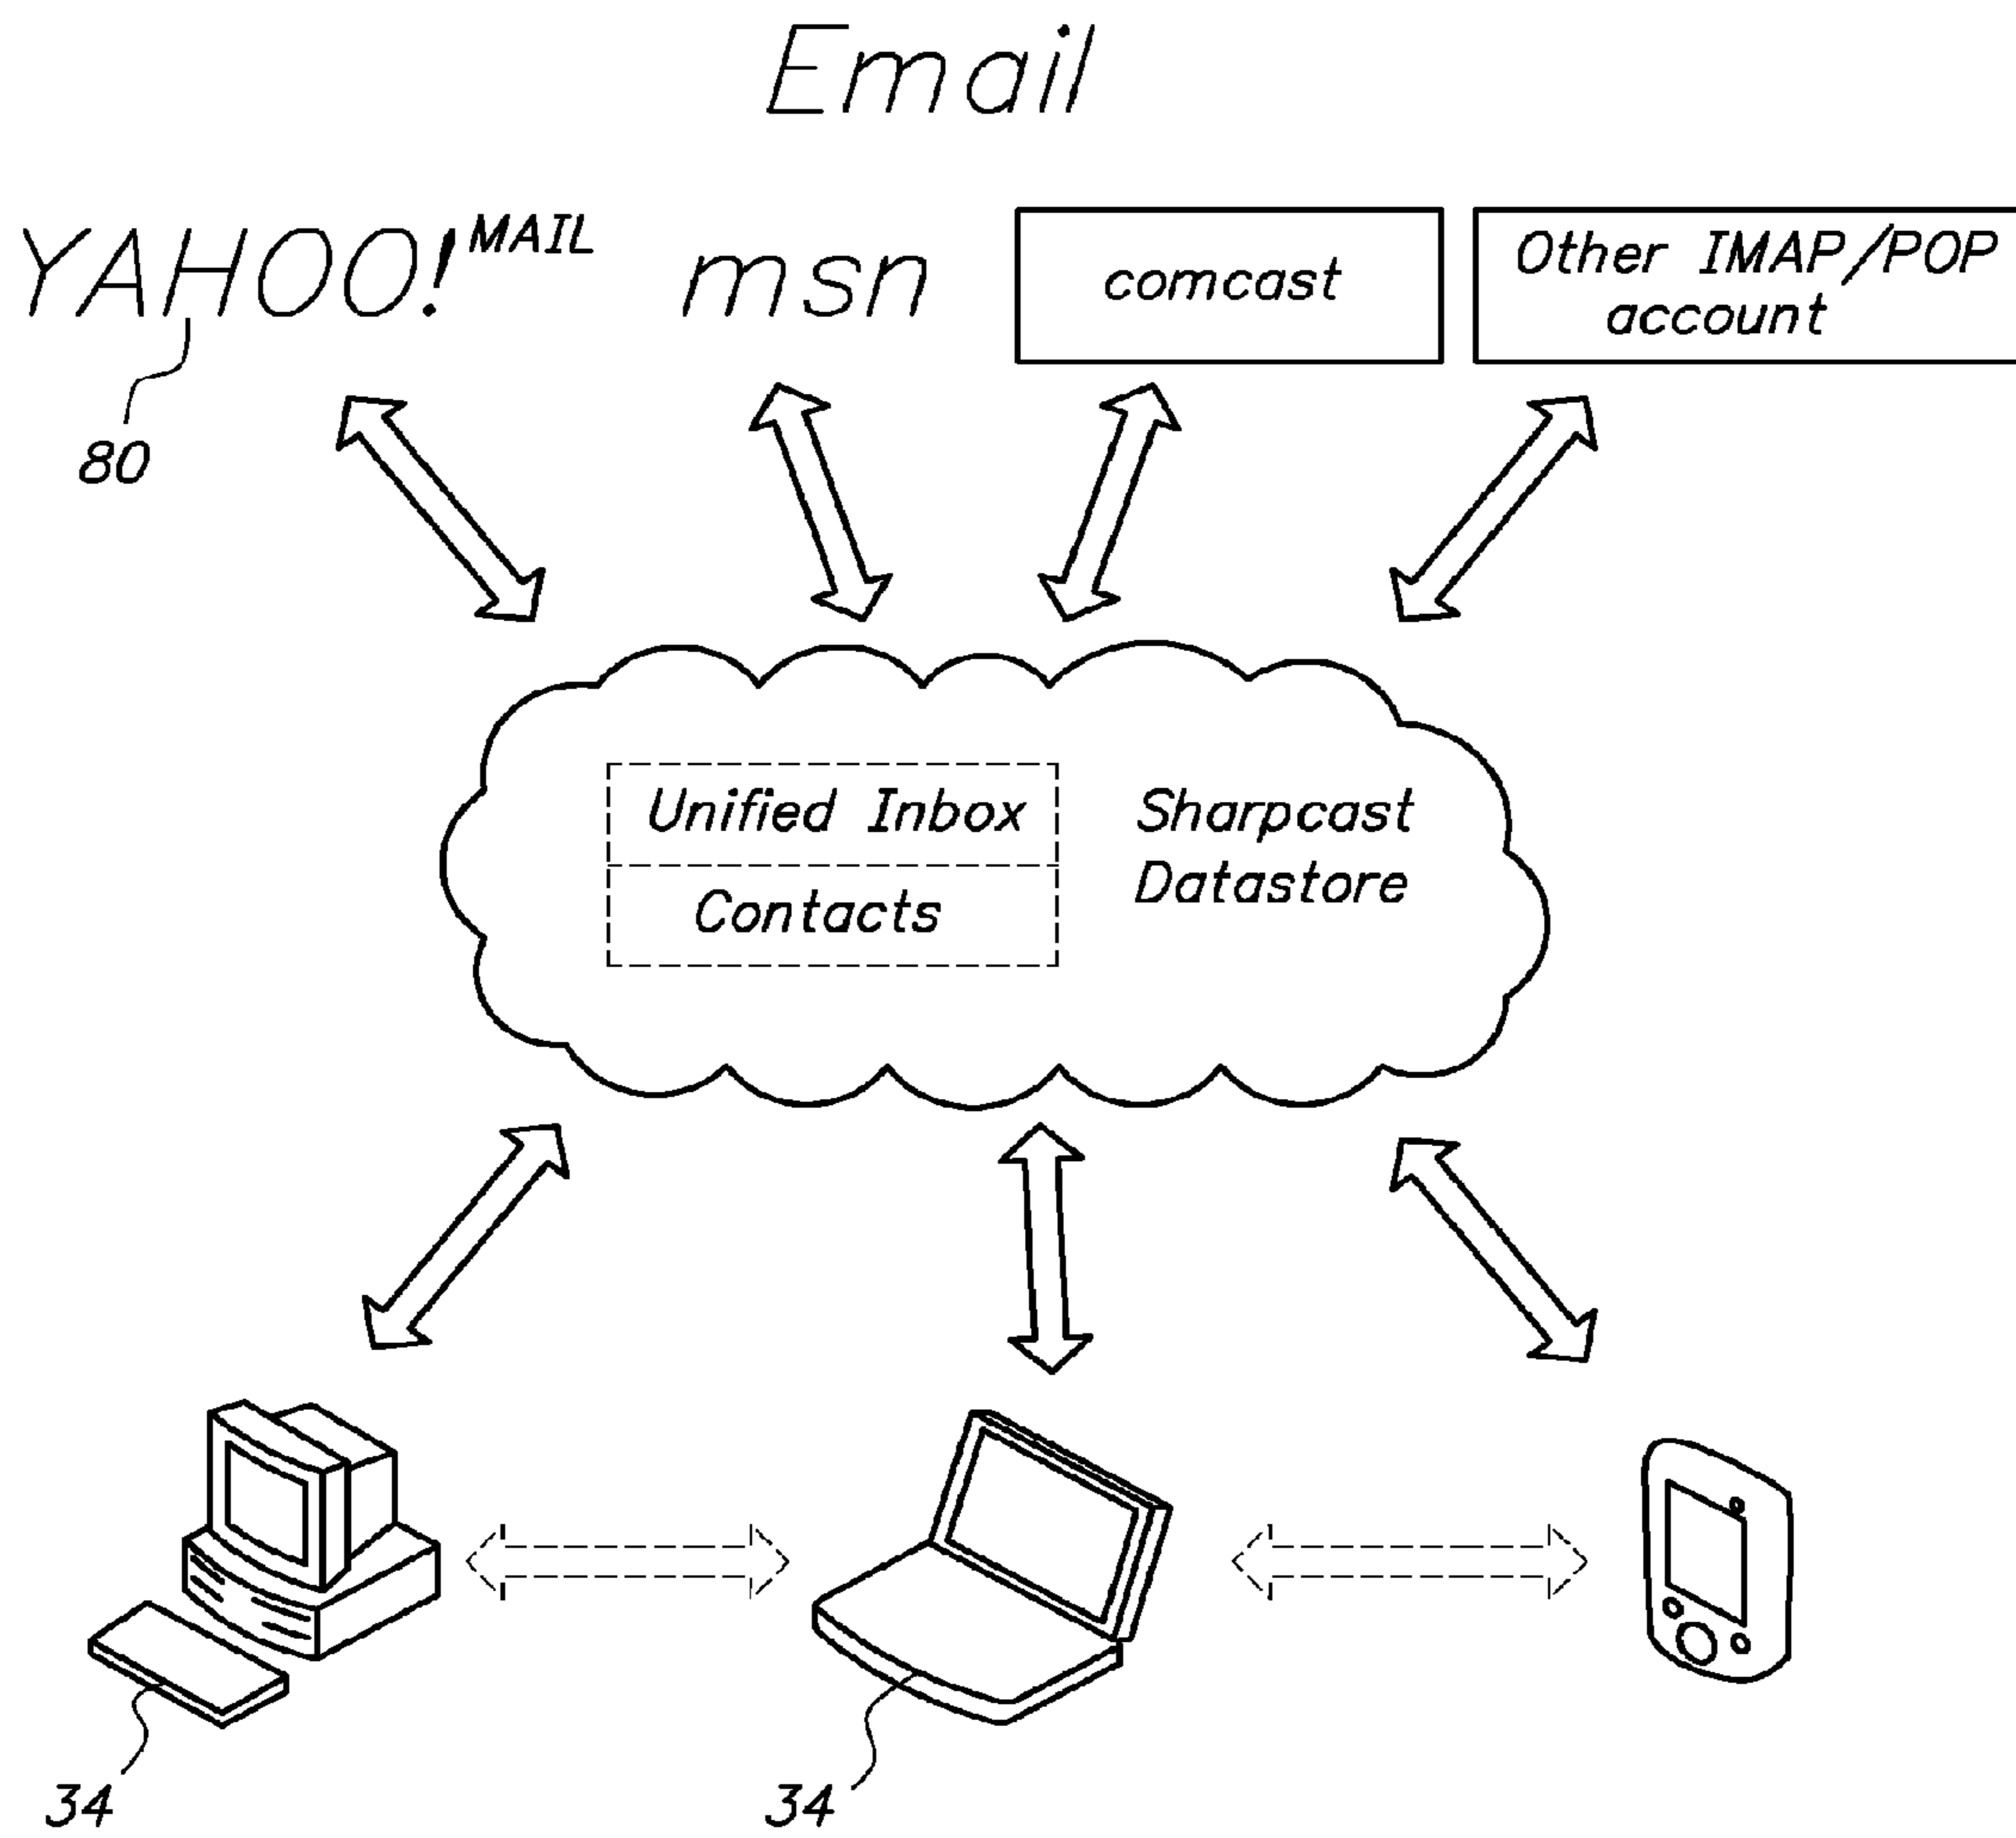 Email
YAHOO! MAIL
msn
comcast
Other IMAP/POP
account
80
Unified Inbox
Contacts
Sharpcast
Datastore
34
34